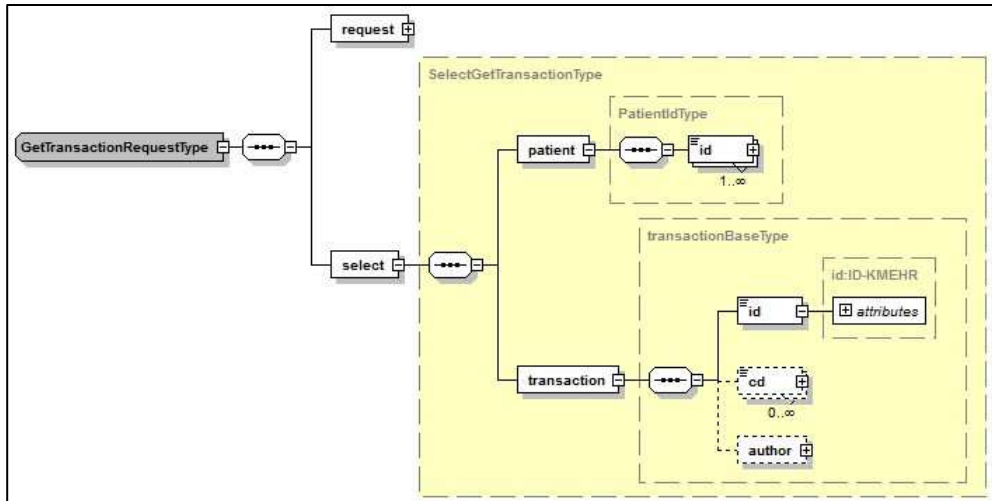 request
SelectGetTransactionType
PatientIdType
GetTransactionRequestType
patient
id
1..∞
transactionBaseType
select
id:ID-KMEHR
id
attributes
transaction
cd
0..∞
author